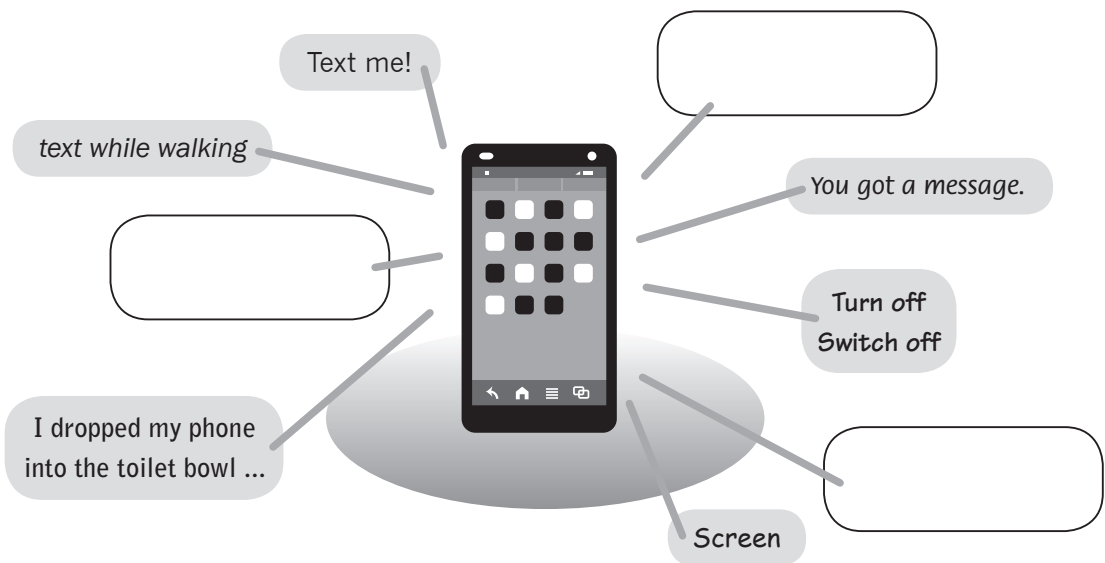 Text me!
text while walking
You got a message.
Turn off
Switch off
I dropped my phone
into the toilet bowl ...
Screen